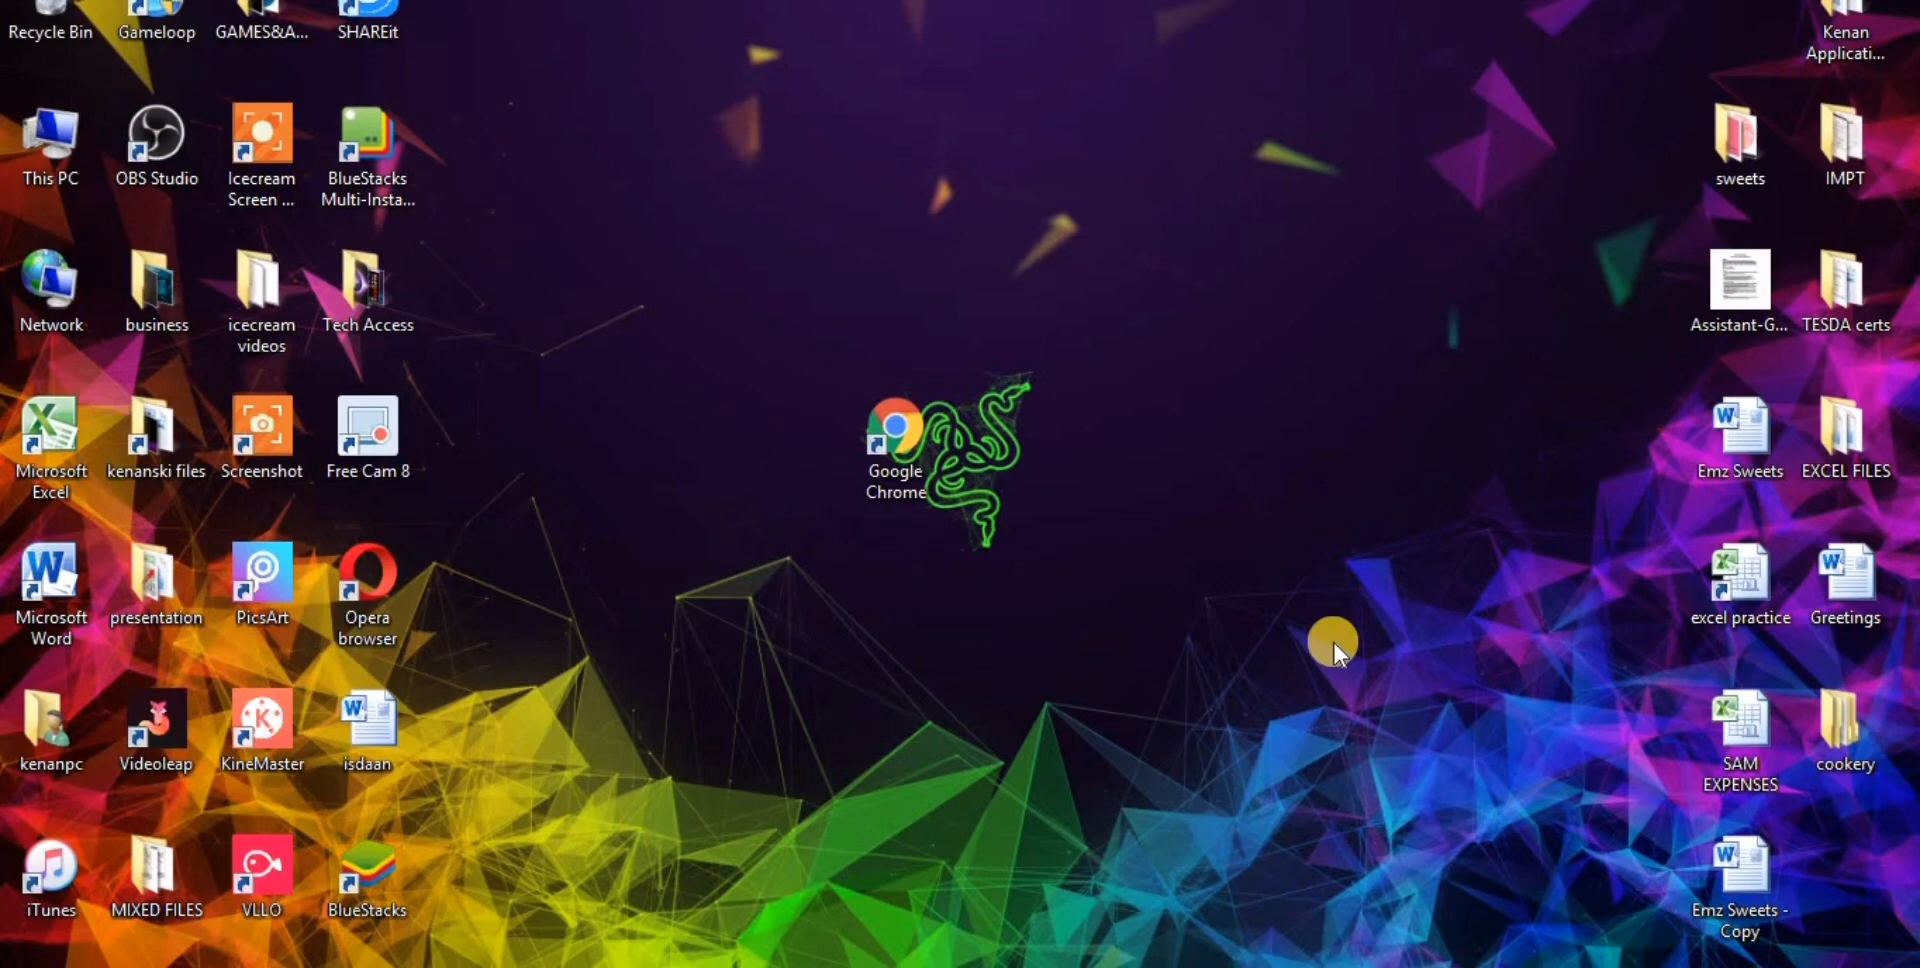 Recycle Bin
Gameloop
GAMES&A...
SHAREit
Kenan
Applicati...
This PC
OBS Studio
Icecream
Screen ...
BlueStacks
Multi-Insta...
sweets
IMPT
Network
business
icecream
videos
Tech Access
Assistant-G...
TESDA certs
Microsoft
Excel
kenanski files
Screenshot
Free Cam 8
Google
Chrome
Emz Sweets
EXCEL FILES
Microsoft
Word
presentation
PicsArt
Opera
browser
excel practice
Greetings
kenanpc
Videoleap
KineMaster
isdaan
SAM
EXPENSES
cookery
iTunes
MIXED FILES
VLLO
BlueStacks
Emz Sweets -
Copy